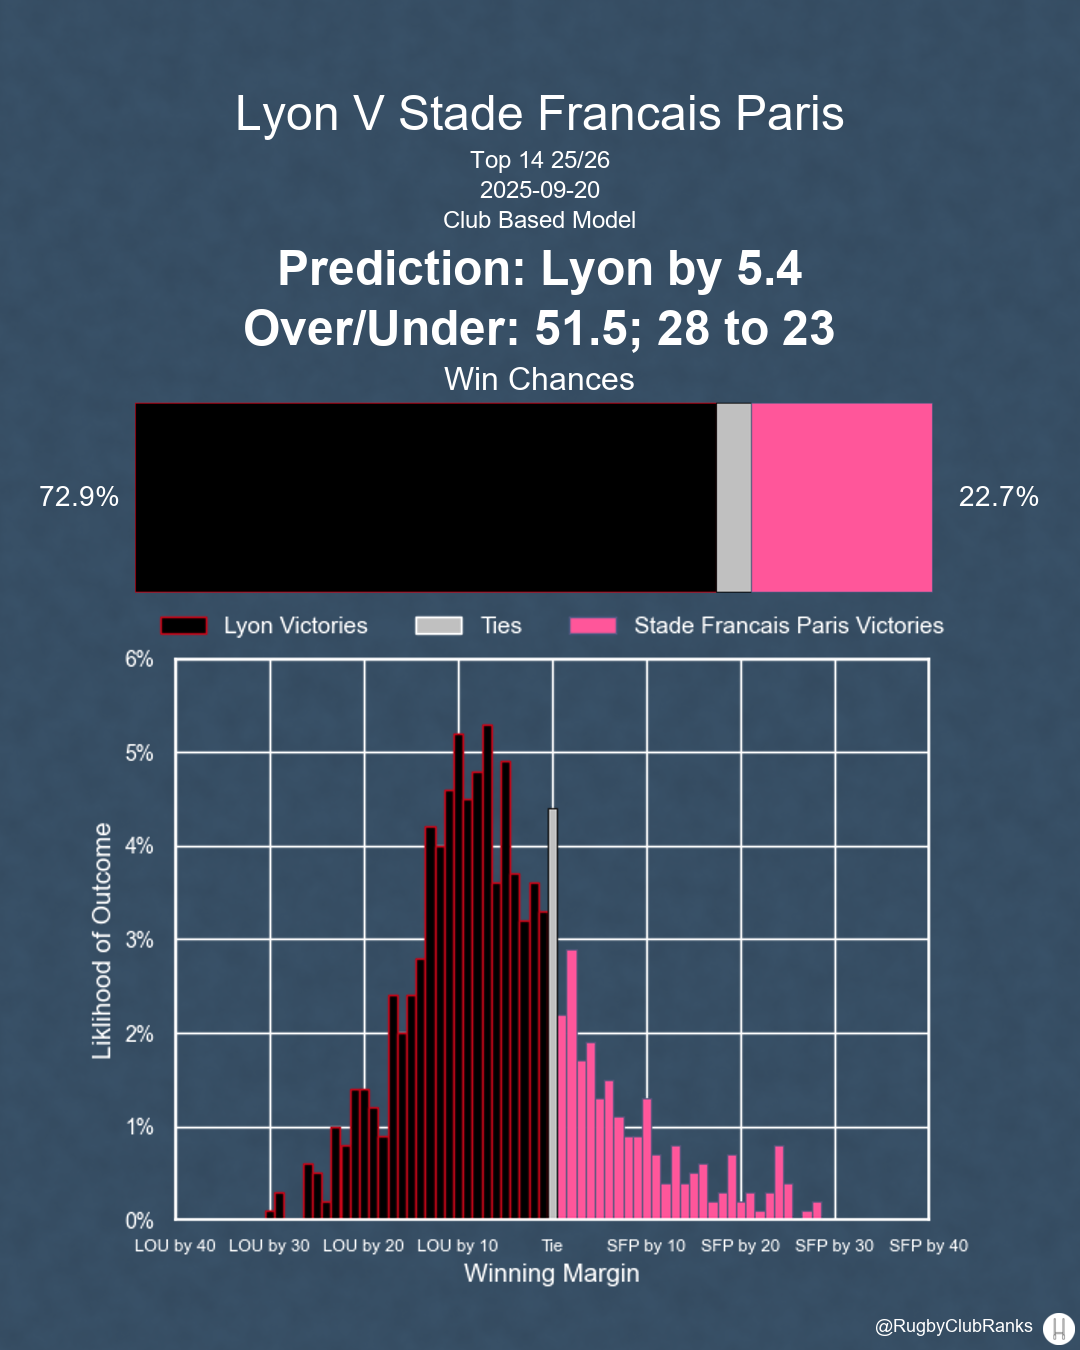 Lyon V Stade Francais Paris
Top 14 25/26
2025-09-20
Club Based Model
Prediction: Lyon by 5.4
Over/Under: 51.5; 28 to 23
Win Chances
72.9%
22.7%
Lyon Victories
Ties
Stade Francais Paris Victories
6%
5%
4%
3%
2%
1%
0%
Liklihood of Outcome
LOU by 40 LOU by 30 LOU by 20 LOU by 10 Tie SFP by 10 SFP by 20 SFP by 30 SFP by 40
Winning Margin
@RugbyClubRanks